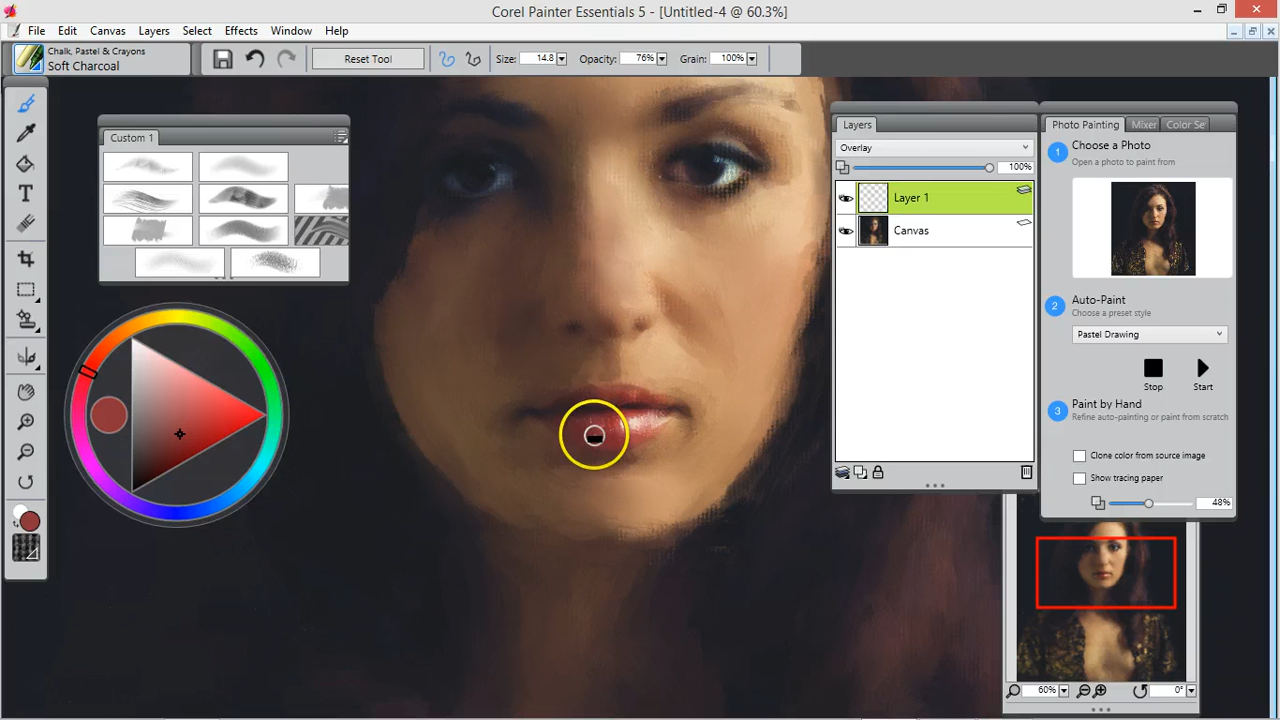 Corel Painter Essentials 5 - [Untitled-4 @ 60.3%]
File Edit Canvas Layers Select Effects Window Help
Chalk, Pastel & Crayons
Soft Charcoal
Reset Tool
Size: 14.8
Opacity: 76%
Grain: 100%
Custom 1
Layers
Overlay
100%
Layer 1
Canvas
Photo Painting
Mixer
Color Se
1
Choose a Photo
Open a photo to paint from
2
Auto-Paint
Choose a preset style
Pastel Drawing
Stop
Start
3
Paint by Hand
Refine auto-painting or paint from scratch
Clone color from source image
Show tracing paper
48%
60%
0°